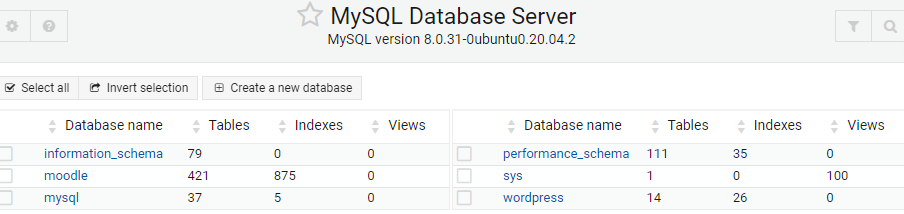 MySQL Database Server
MySQL version 8.0.31-0ubuntu0.20.04.2
Select all Invert selection Create a new database
Database name Tables Indexes Views Database name Tables Indexes Views
information_schema 79 0 0 performance_schema 111 35 0
moodle 421 875 0 sys 1 0 100
mysql 37 5 0 wordpress 14 26 0